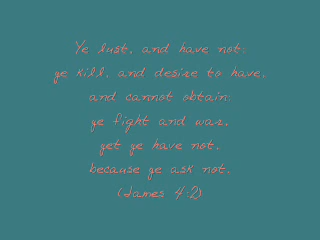 Ye lust, and have not:
ye kill, and desire to have,
and cannot obtain:
ye fight and war,
yet ye have not,
because ye ask not.
(James 4:2)